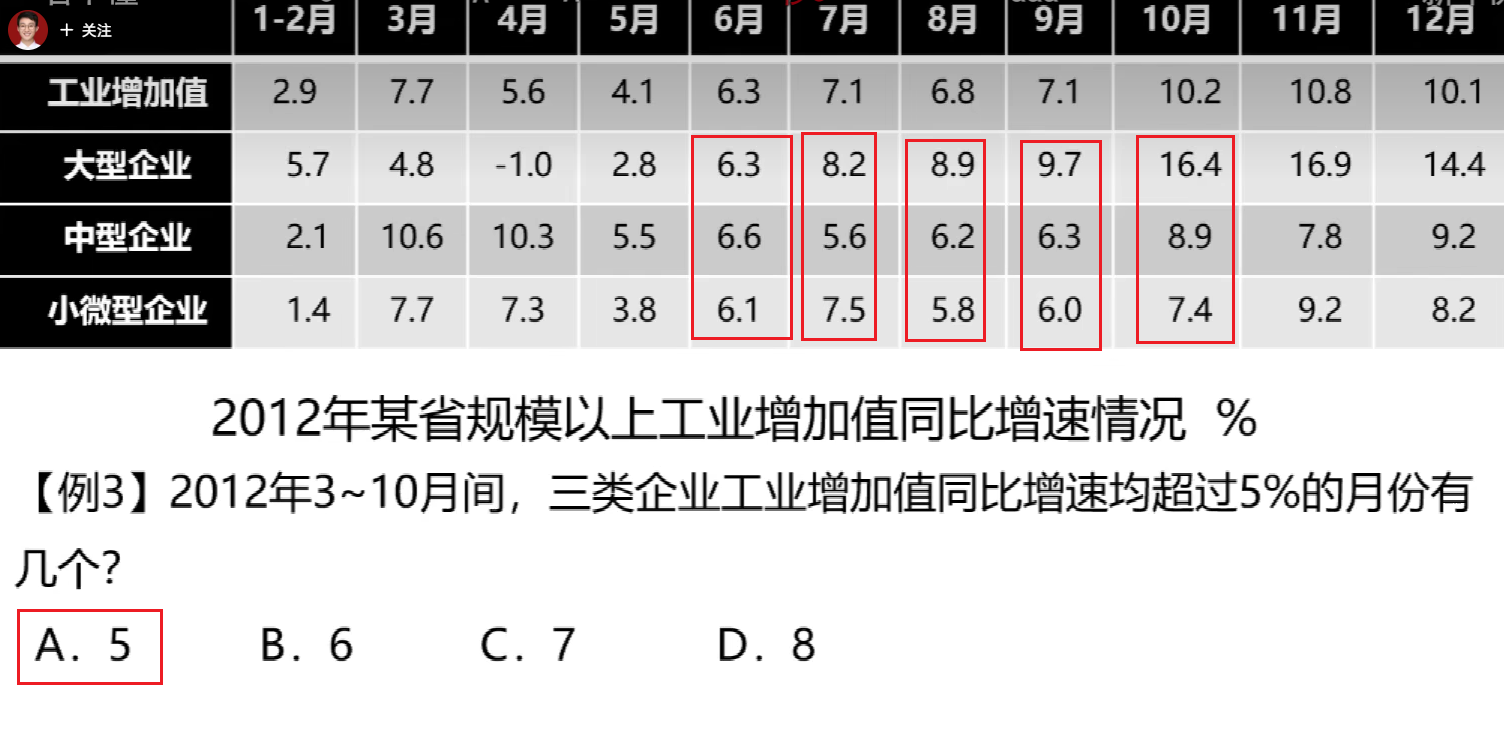 ＋ 关注
1-2月 3月 4月 5月 6月 7月 8月 9月 10月 11月 12月
工业增加值 2.9 7.7 5.6 4.1 6.3 7.1 6.8 7.1 10.2 10.8 10.1
大型企业 5.7 4.8 -1.0 2.8 6.3 8.2 8.9 9.7 16.4 16.9 14.4
中型企业 2.1 10.6 10.3 5.5 6.6 5.6 6.2 6.3 8.9 7.8 9.2
小微型企业 1.4 7.7 7.3 3.8 6.1 7.5 5.8 6.0 7.4 9.2 8.2
2012年某省规模以上工业增加值同比增速情况 %
【例3】2012年3~10月间，三类企业工业增加值同比增速均超过5%的月份有
几个？
A. 5 B. 6 C. 7 D. 8